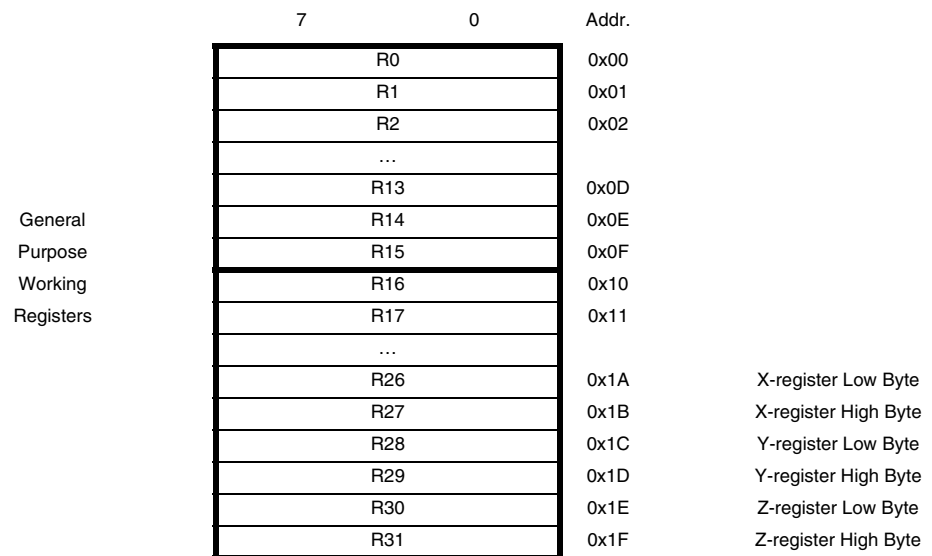 7 0 Addr.
R0 0x00
R1 0x01
R2 0x02
…
R13 0x0D
General R14 0x0E
Purpose R15 0x0F
Working R16 0x10
Registers R17 0x11
…
R26 0x1A X-register Low Byte
R27 0x1B X-register High Byte
R28 0x1C Y-register Low Byte
R29 0x1D Y-register High Byte
R30 0x1E Z-register Low Byte
R31 0x1F Z-register High Byte